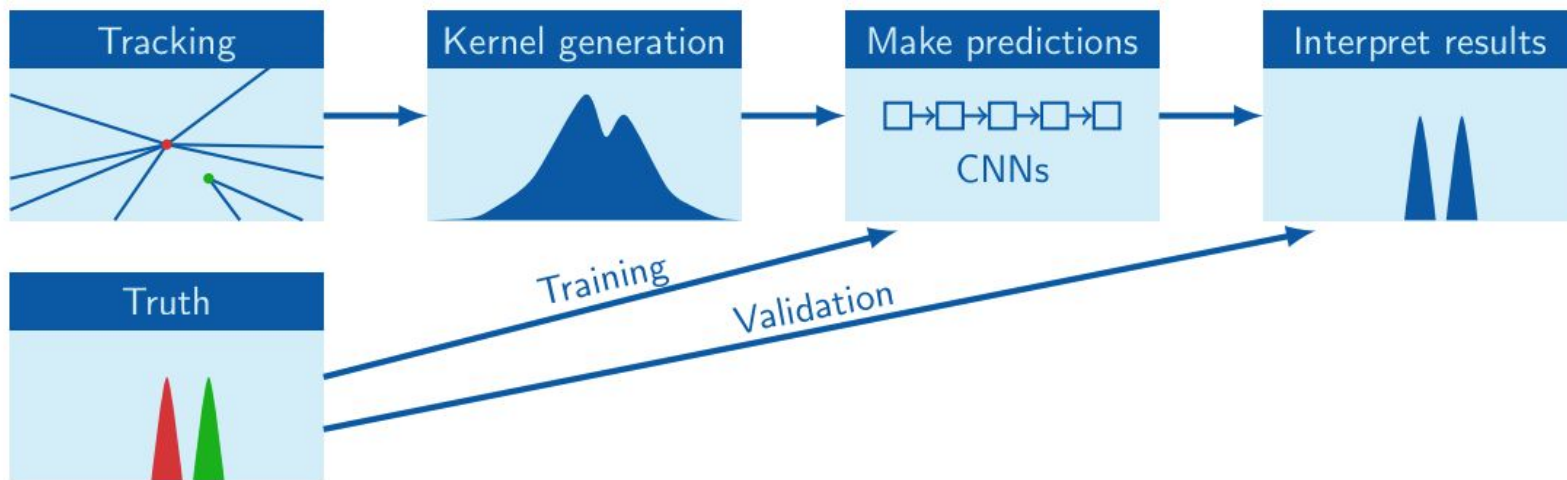 Tracking
Kernel generation
Make predictions
Interpret results
CNNs
Training
Validation
Truth